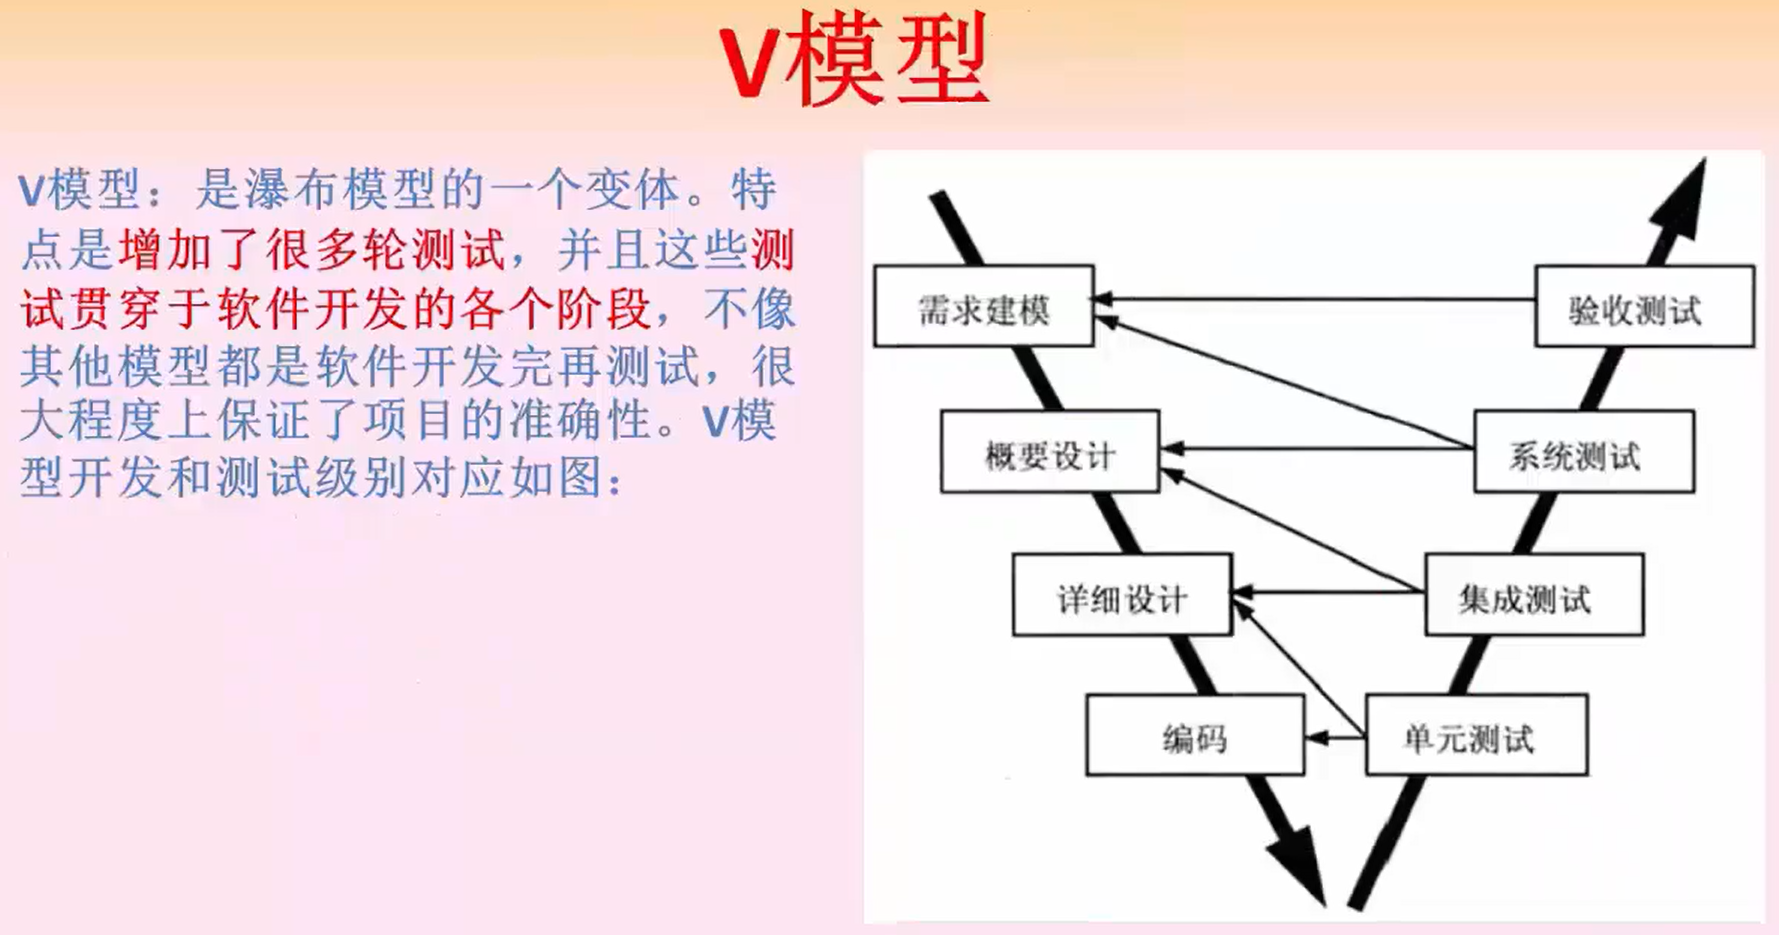 V模型
V模型：是瀑布模型的一个变体。特
点是增加了很多轮测试，并且这些测
试贯穿于软件开发的各个阶段，不像
其他模型都是软件开发完再测试，很
大程度上保证了项目的准确性。V模
型开发和测试级别对应如图：
需求建模
验收测试
概要设计
系统测试
详细设计
集成测试
编码
单元测试